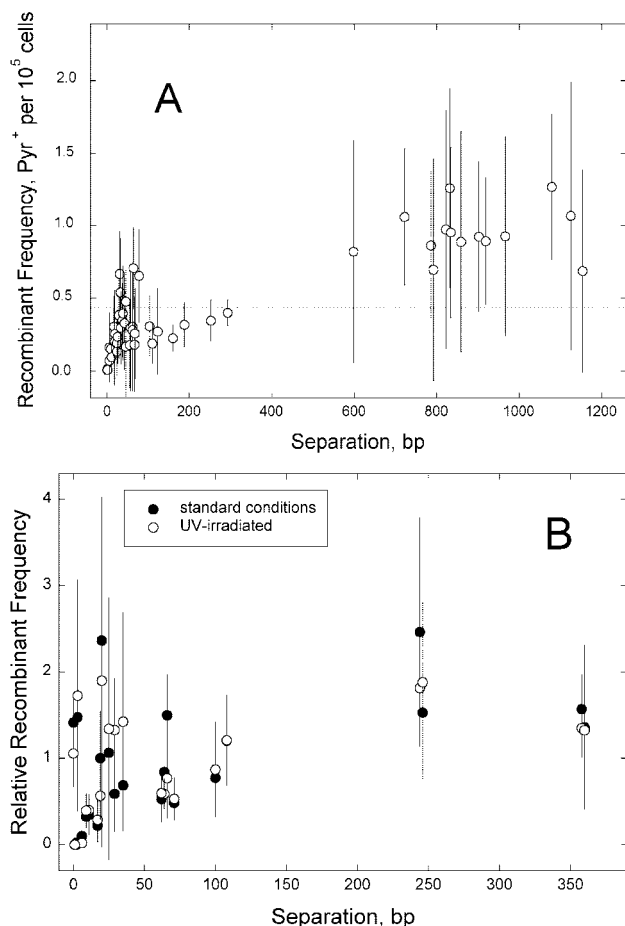 Recombinant Frequency, Pyr + per 10⁵ cells
2.0
1.5
1.0
0.5
0.0
A
0 200 400 600 800 1000 1200
Separation, bp
Relative Recombinant Frequency
4
3
2
1
0
standard conditions
UV-irradiated
B
0 50 100 150 200 250 300 350
Separation, bp